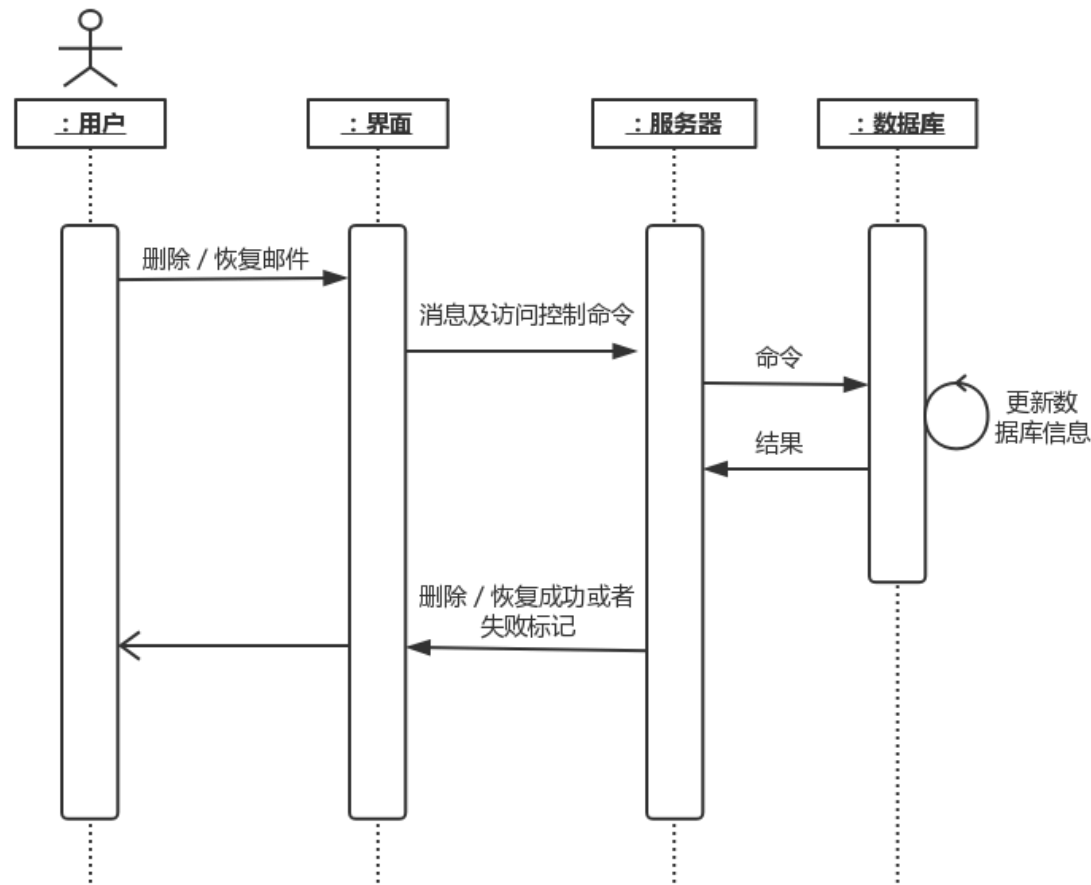 ：用户
：界面
：服务器
：数据库
删除 / 恢复邮件
消息及访问控制命令
命令
更新数
据库信息
结果
删除 / 恢复成功或者
失败标记